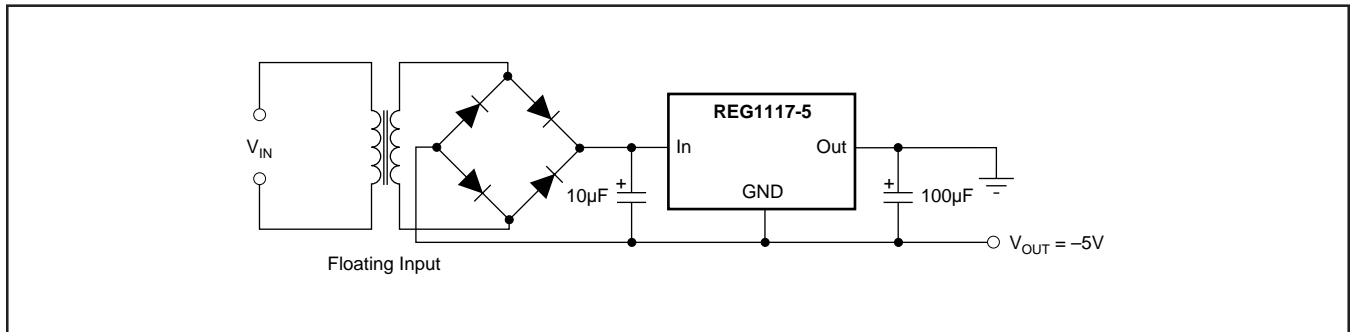 REG1117-5
In
Out
V_IN
GND
10µF
+
+
100µF
V_OUT = –5V
Floating Input